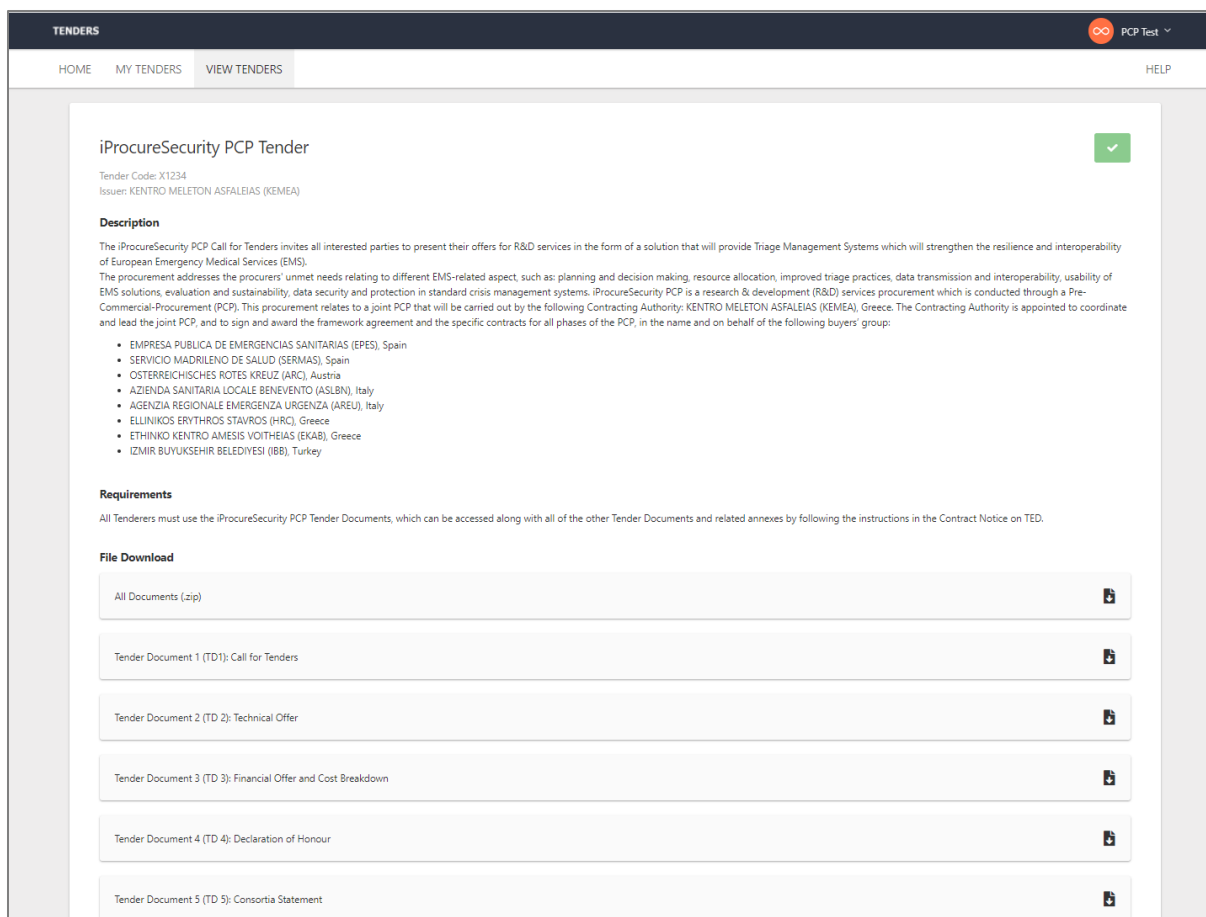 TENDERS
PCP Test
HOME MY TENDERS VIEW TENDERS HELP
iProcureSecurity PCP Tender
Tender Code: X1234
Issuer: KENTRO MELETON ASFALEIAS (KEMEA)
Description
The iProcureSecurity PCP Call for Tenders invites all interested parties to present their offers for R&D services in the form of a solution that will provide Triage Management Systems which will strengthen the resilience and interoperability
of European Emergency Medical Services (EMS).
The procurement addresses the procurers' unmet needs relating to different EMS-related aspect, such as: planning and decision making, resource allocation, improved triage practices, data transmission and interoperability, usability of
EMS solutions, evaluation and sustainability, data security and protection in standard crisis management systems. iProcureSecurity PCP is a research & development (R&D) services procurement which is conducted through a Pre-
Commercial-Procurement (PCP). This procurement relates to a joint PCP that will be carried out by the following Contracting Authority: KENTRO MELETON ASFALEIAS (KEMEA), Greece. The Contracting Authority is appointed to coordinate
and lead the joint PCP, and to sign and award the framework agreement and the specific contracts for all phases of the PCP, in the name and on behalf of the following buyers' group:
• EMPRESA PUBLICA DE EMERGENCIAS SANITARIAS (EPES), Spain
• SERVICIO MADRILENO DE SALUD (SERMAS), Spain
• OSTERREICHISCHES ROTES KREUZ (ARC), Austria
• AZIENDA SANITARIA LOCALE BENEVENTO (ASLBN), Italy
• AGENZIA REGIONALE EMERGENZA URGENZA (AREU), Italy
• ELLINIKOS ERYTHROS STAVROS (HRC), Greece
• ETHINKO KENTRO AMESIS VOITHEIAS (EKAB), Greece
• IZMIR BUYUKSEHIR BELEDIYESI (IBB), Turkey
Requirements
All Tenderers must use the iProcureSecurity PCP Tender Documents, which can be accessed along with all of the other Tender Documents and related annexes by following the instructions in the Contract Notice on TED.
File Download
All Documents (.zip)
Tender Document 1 (TD1): Call for Tenders
Tender Document 2 (TD 2): Technical Offer
Tender Document 3 (TD 3): Financial Offer and Cost Breakdown
Tender Document 4 (TD 4): Declaration of Honour
Tender Document 5 (TD 5): Consortia Statement